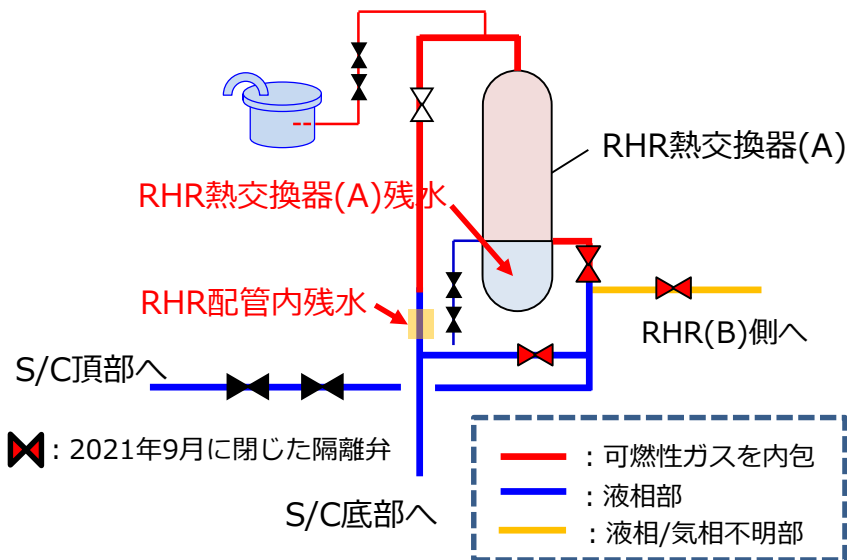 RHR熱交換器(A)
RHR熱交換器(A)残水
RHR配管内残水
RHR(B)側へ
S/C頂部へ
：2021年9月に閉じた隔離弁
S/C底部へ
：可燃性ガスを内包
：液相部
：液相/気相不明部